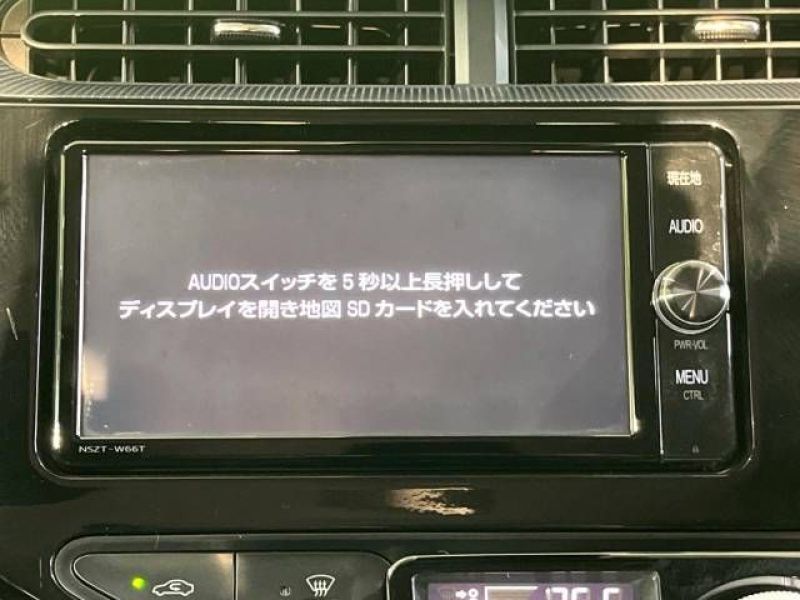 現在地
AUDIO
AUDIOスイッチを5秒以上長押しして
ディスプレイを開き地図SDカードを入れてください
PWR·VOL
MENU
CTRL
NSZT-W66T